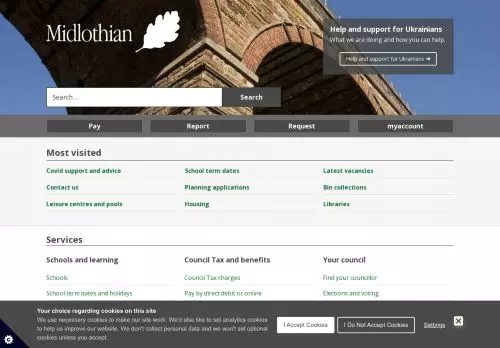 Midlothian
Help and support for Ukrainians
What we are doing and how you can help.
Help and support for Ukrainians ➔
Search...
Search
Pay
Report
Request
myaccount
Most visited
Covid support and advice
School term dates
Latest vacancies
Contact us
Planning applications
Bin collections
Leisure centres and pools
Housing
Libraries
Services
Schools and learning
Council Tax and benefits
Your council
Schools
Council Tax charges
Find your councillor
School term dates and holidays
Pay by direct debit or online
Elections and voting
Your choice regarding cookies on this site
We use necessary cookies to make our site work. We'd also like to set analytics cookies
to help us improve our website. We don't collect personal data and we won't set optional
cookies unless you accept.
I Accept Cookies
I Do Not Accept Cookies
Settings